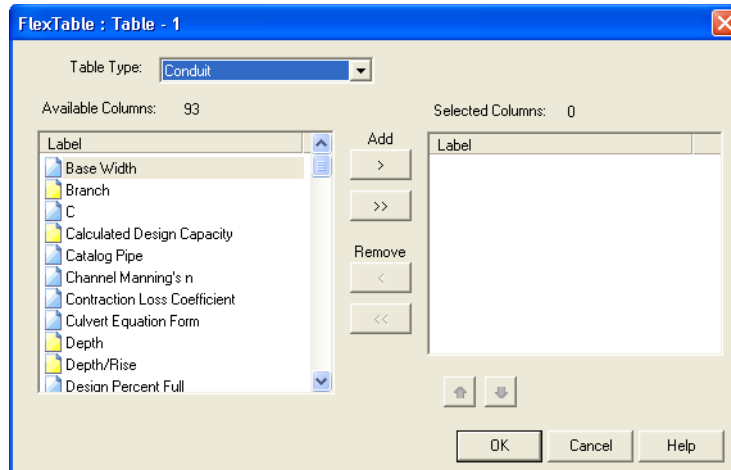 FlexTable : Table - 1
Table Type: Conduit
Available Columns: 93
Selected Columns: 0
Label
Base Width
Branch
C
Calculated Design Capacity
Catalog Pipe
Channel Manning's n
Contraction Loss Coefficient
Culvert Equation Form
Depth
Depth/Rise
Design Percent Full
Add
>
>>
Remove
<
<<
Label
OK Cancel Help